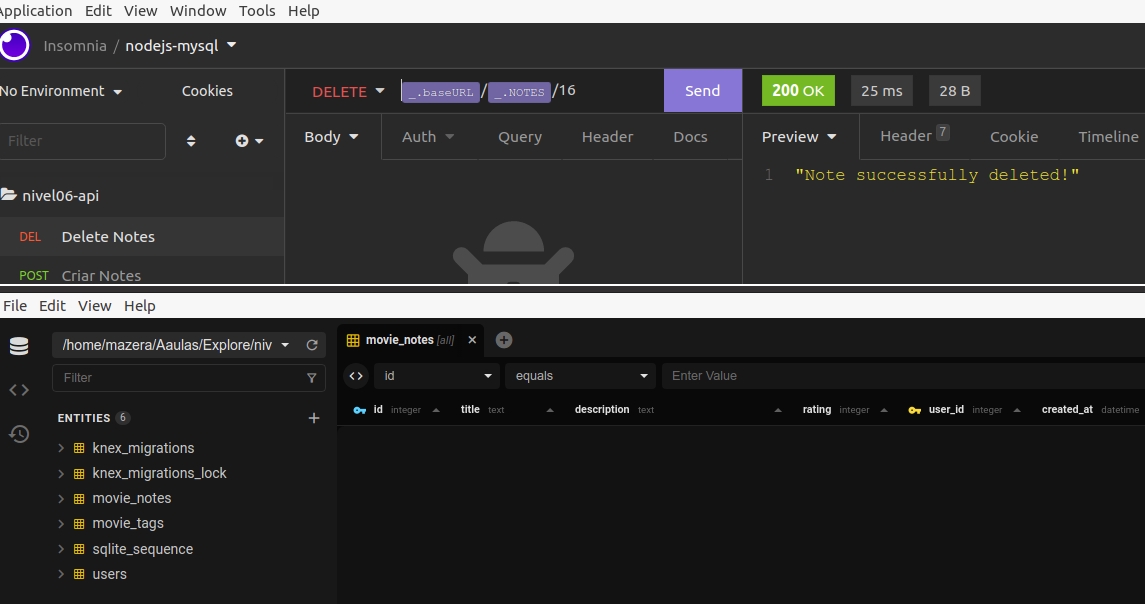 Application Edit View Window Tools Help
Insomnia / nodejs-mysql
No Environment Cookies DELETE _.baseURL / _.NOTES /16 Send 200 OK 25 ms 28 B
Filter Body Auth Query Header Docs Preview Header 7 Cookie Timeline
1 "Note successfully deleted!"
nivel06-api
DEL Delete Notes
POST Criar Notes
File Edit View Help
/home/mazera/Aaulas/Explore/niv movie_notes [all]
Filter id equals Enter Value
ENTITIES 6 id integer title text description text rating integer user_id integer created_at datetime
knex_migrations
knex_migrations_lock
movie_notes
movie_tags
sqlite_sequence
users